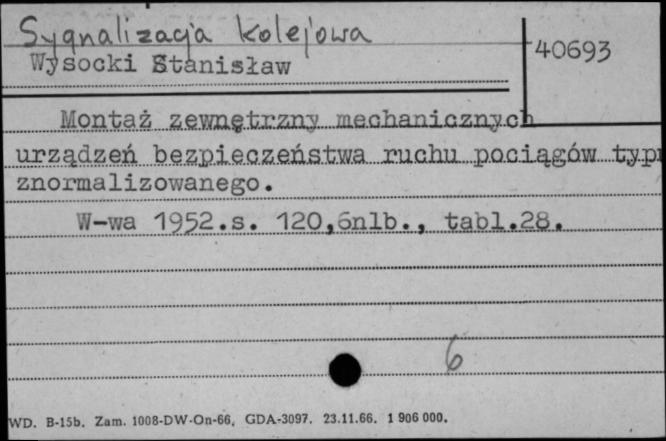 Sygnalizacja kolejowa
40693
Wysocki Stanisław
Montaż zewnętrzny mechanicznych
urządzeń bezpieczeństwa ruchu pociągów typu
znormalizowanego.
W-wa 1952.s. 120,6nlb., tabl.28.
6
WD. B-15b. Zam. 1008-DW-On-66, GDA-3097. 23.11.66. 1 906 000.